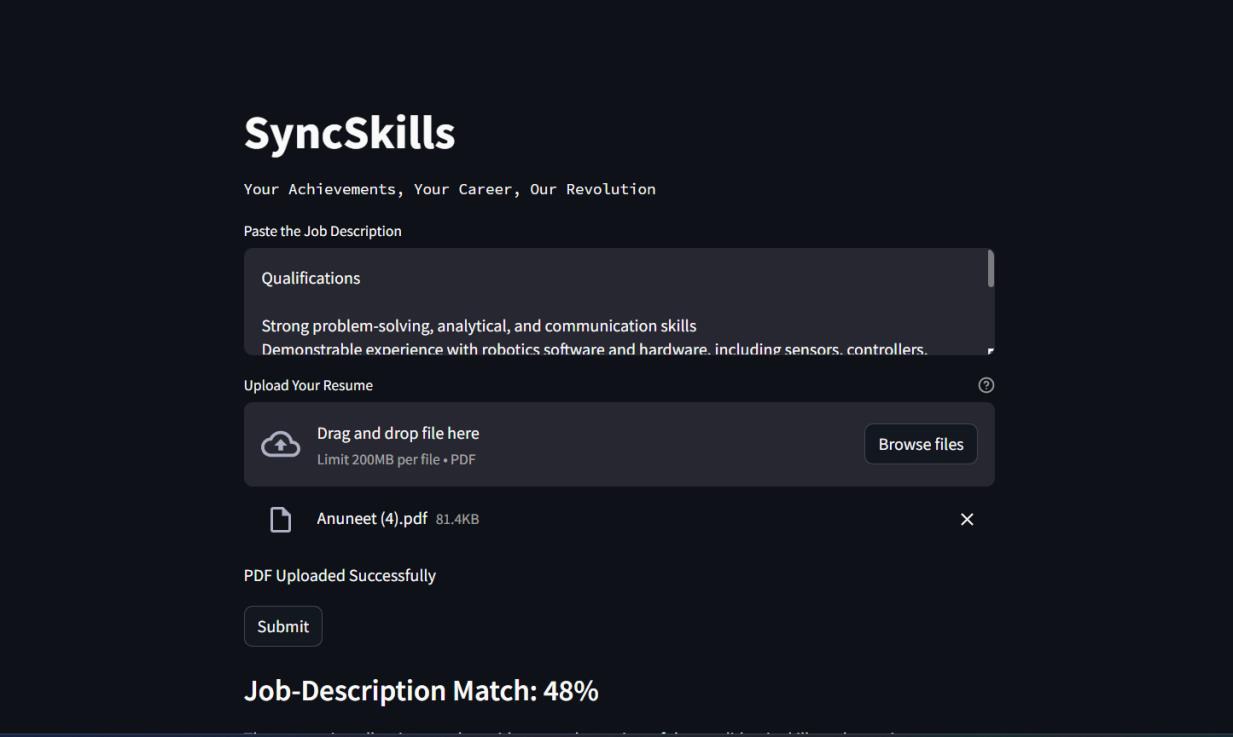 SyncSkills
Your Achievements, Your Career, Our Revolution
Paste the Job Description
Qualifications
Strong problem-solving, analytical, and communication skills
Demonstrable experience with robotics software and hardware, including sensors, controllers,
Upload Your Resume
Drag and drop file here
Limit 200MB per file • PDF
Browse files
Anuneet (4).pdf 81.4KB
PDF Uploaded Successfully
Submit
Job-Description Match: 48%